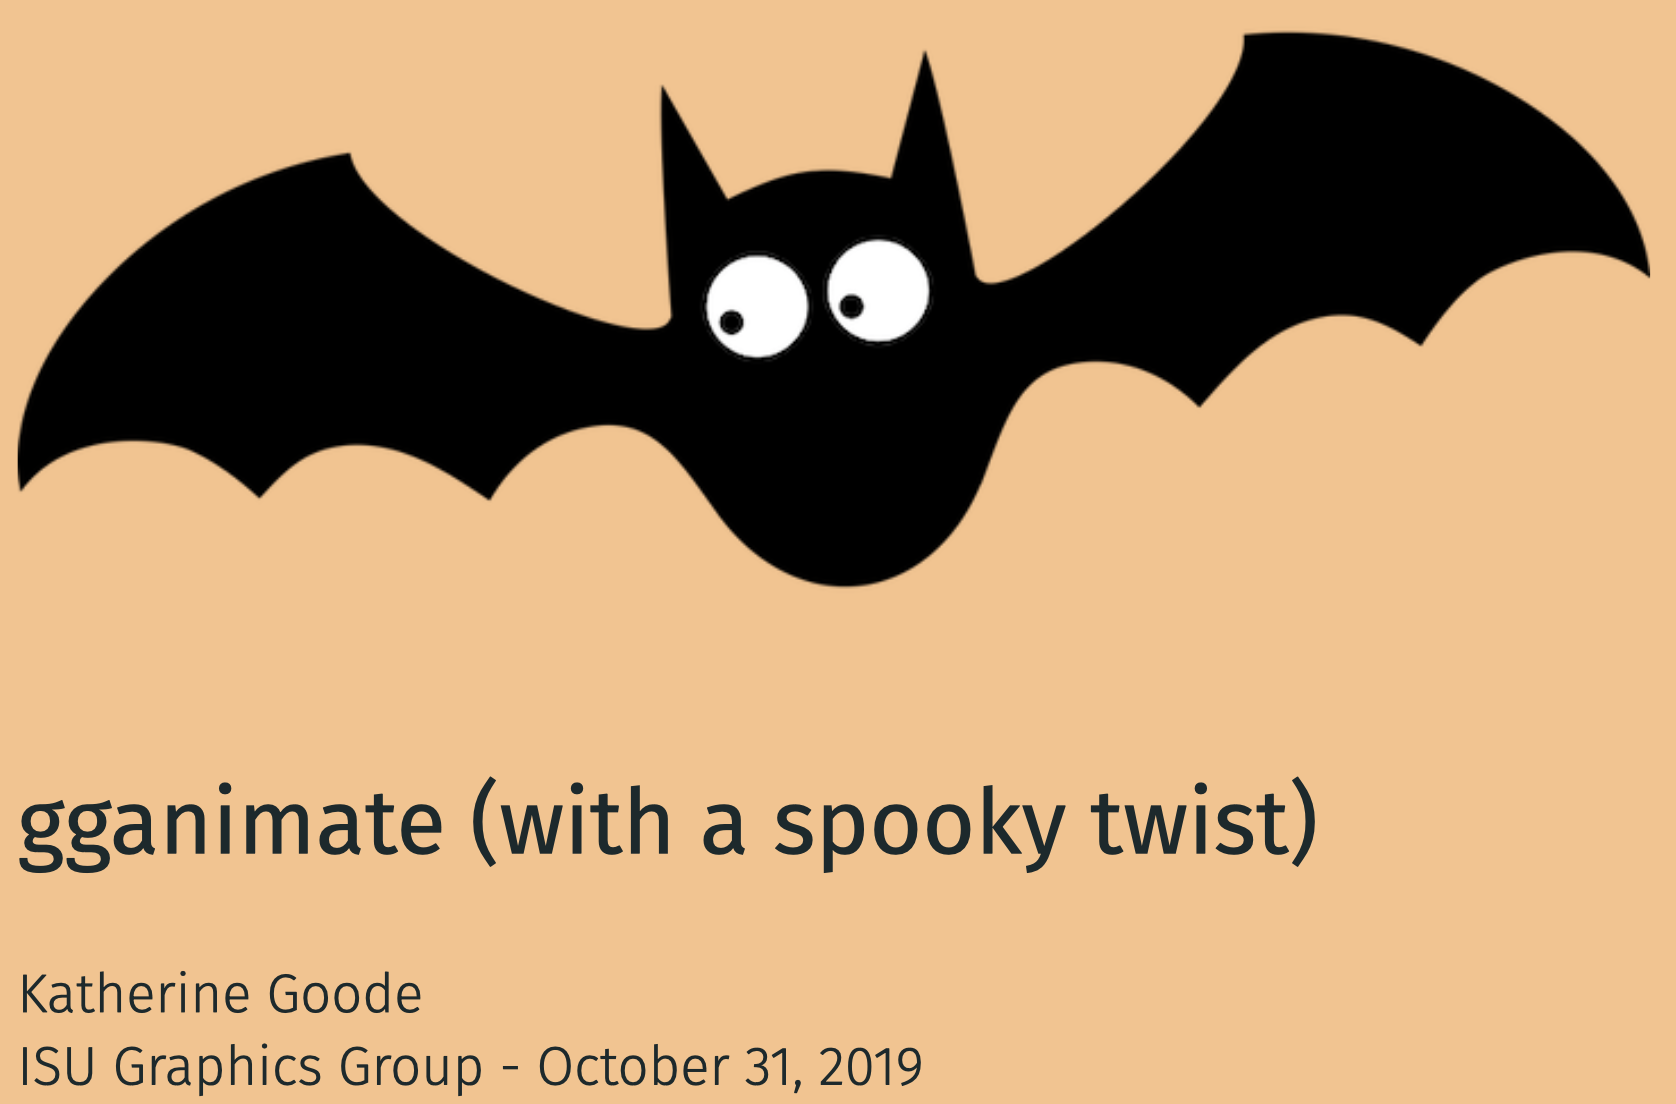 gganimate (with a spooky twist)
Katherine Goode
ISU Graphics Group - October 31, 2019